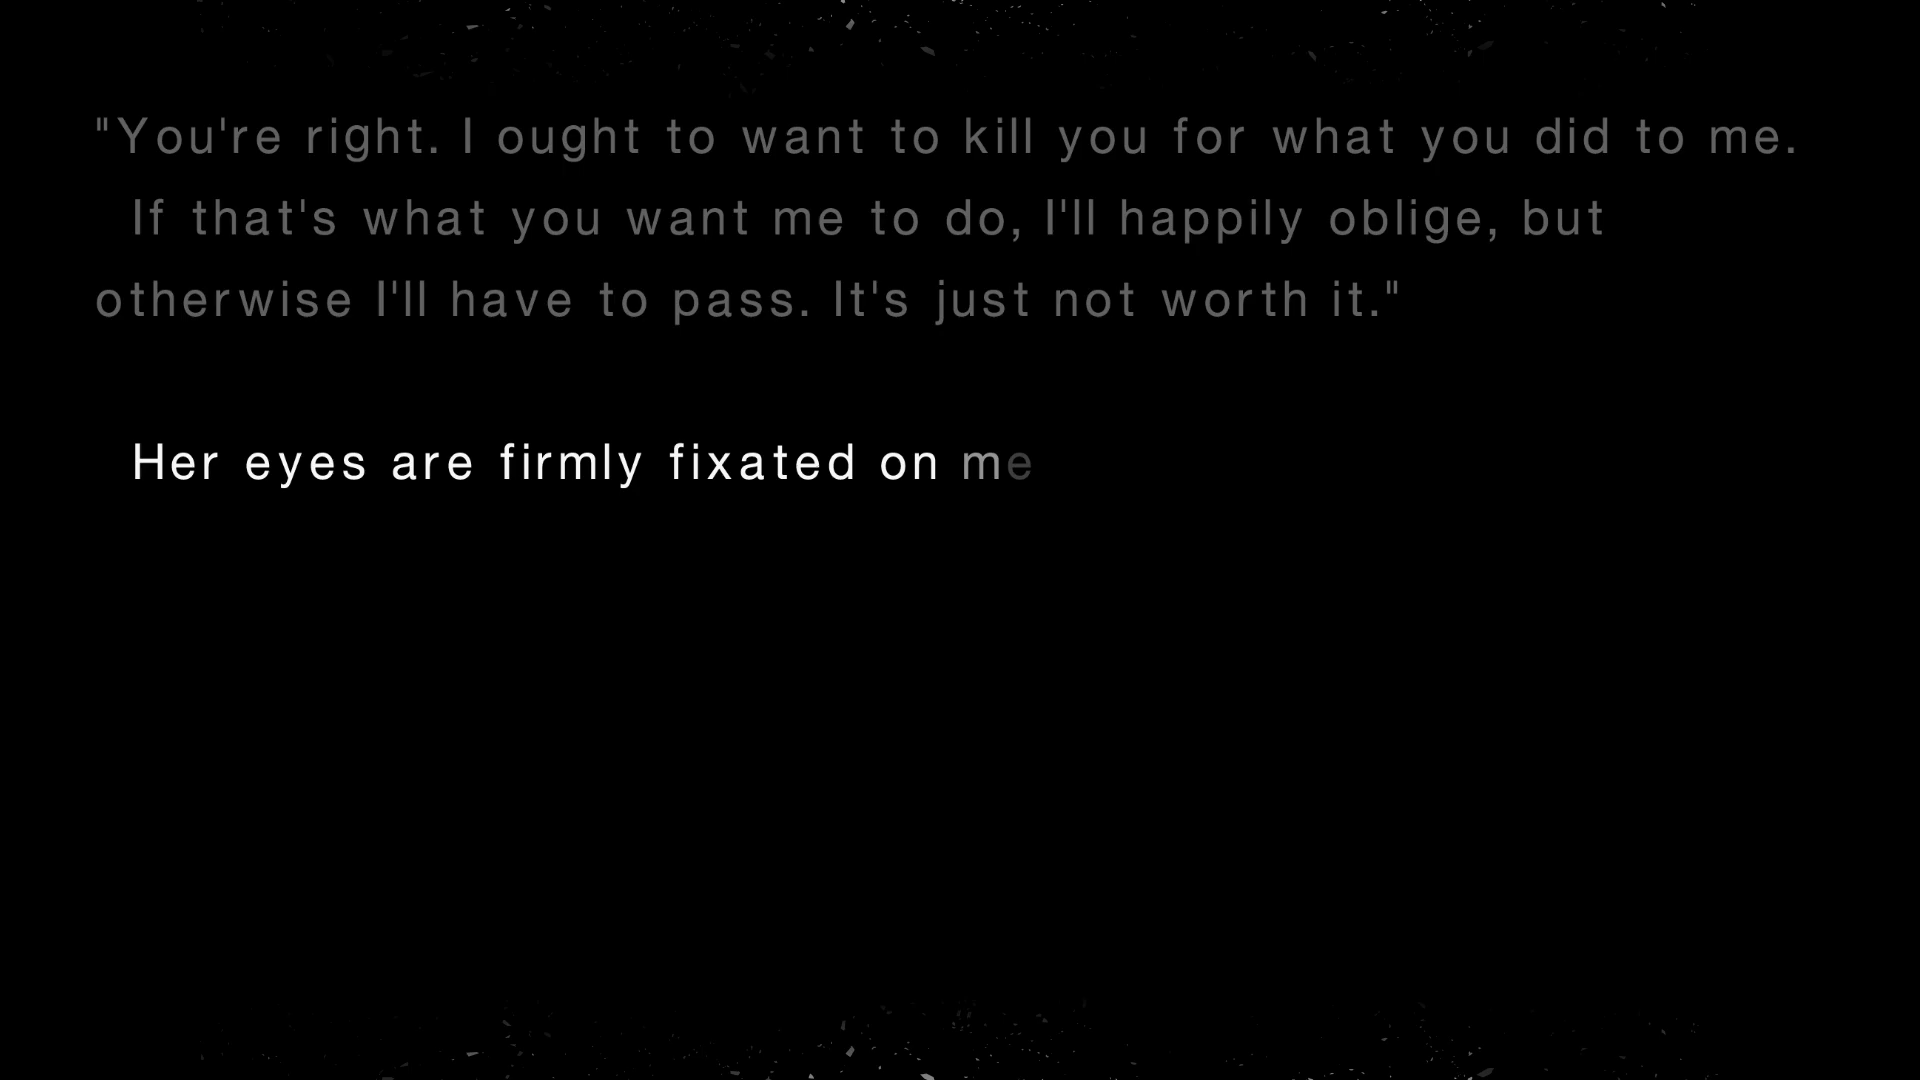 "You're right. I ought to want to kill you for what you did to me.
If that's what you want me to do, I'll happily oblige, but
otherwise I'll have to pass. It's just not worth it."
Her eyes are firmly fixated on me